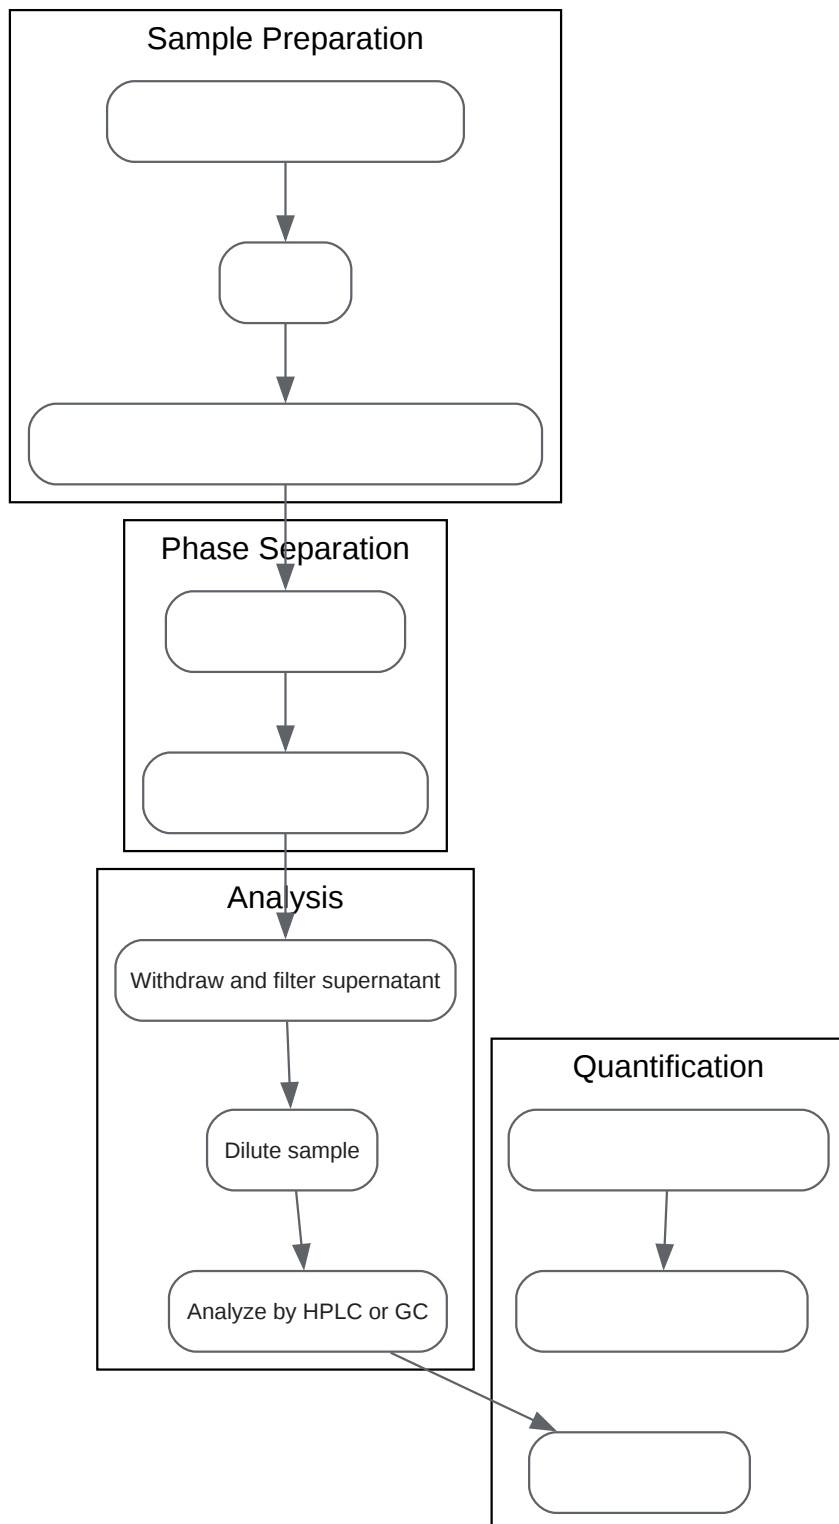 Sample Preparation
Phase Separation
Analysis
Withdraw and filter supernatant
Dilute sample
Analyze by HPLC or GC
Quantification